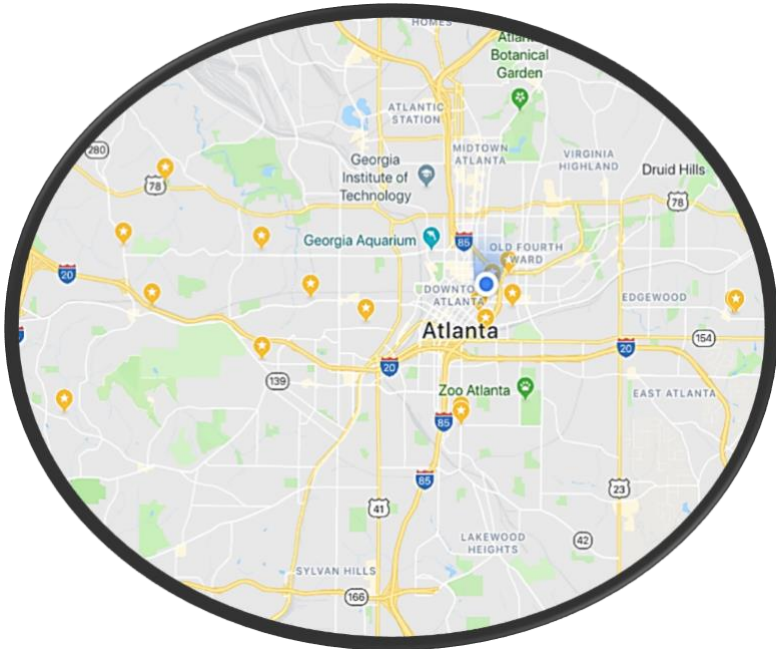 HOMES
Atlan
Botanical
Garden
ATLANTIC
STATION
280
MIDTOWN
ATLANTA
VIRGINIA
HIGHLAND
Georgia
Institute of
Technology
Druid Hills
78
78
Georgia Aquarium
85
OLD FOURTH
WARD
20
DOWNTO
ATLANTA
EDGEWOOD
Atlanta
154
20
20
139
Zoo Atlanta
EAST ATLANTA
85
85
23
41
42
LAKEWOOD
HEIGHTS
SYLVAN HILLS
166